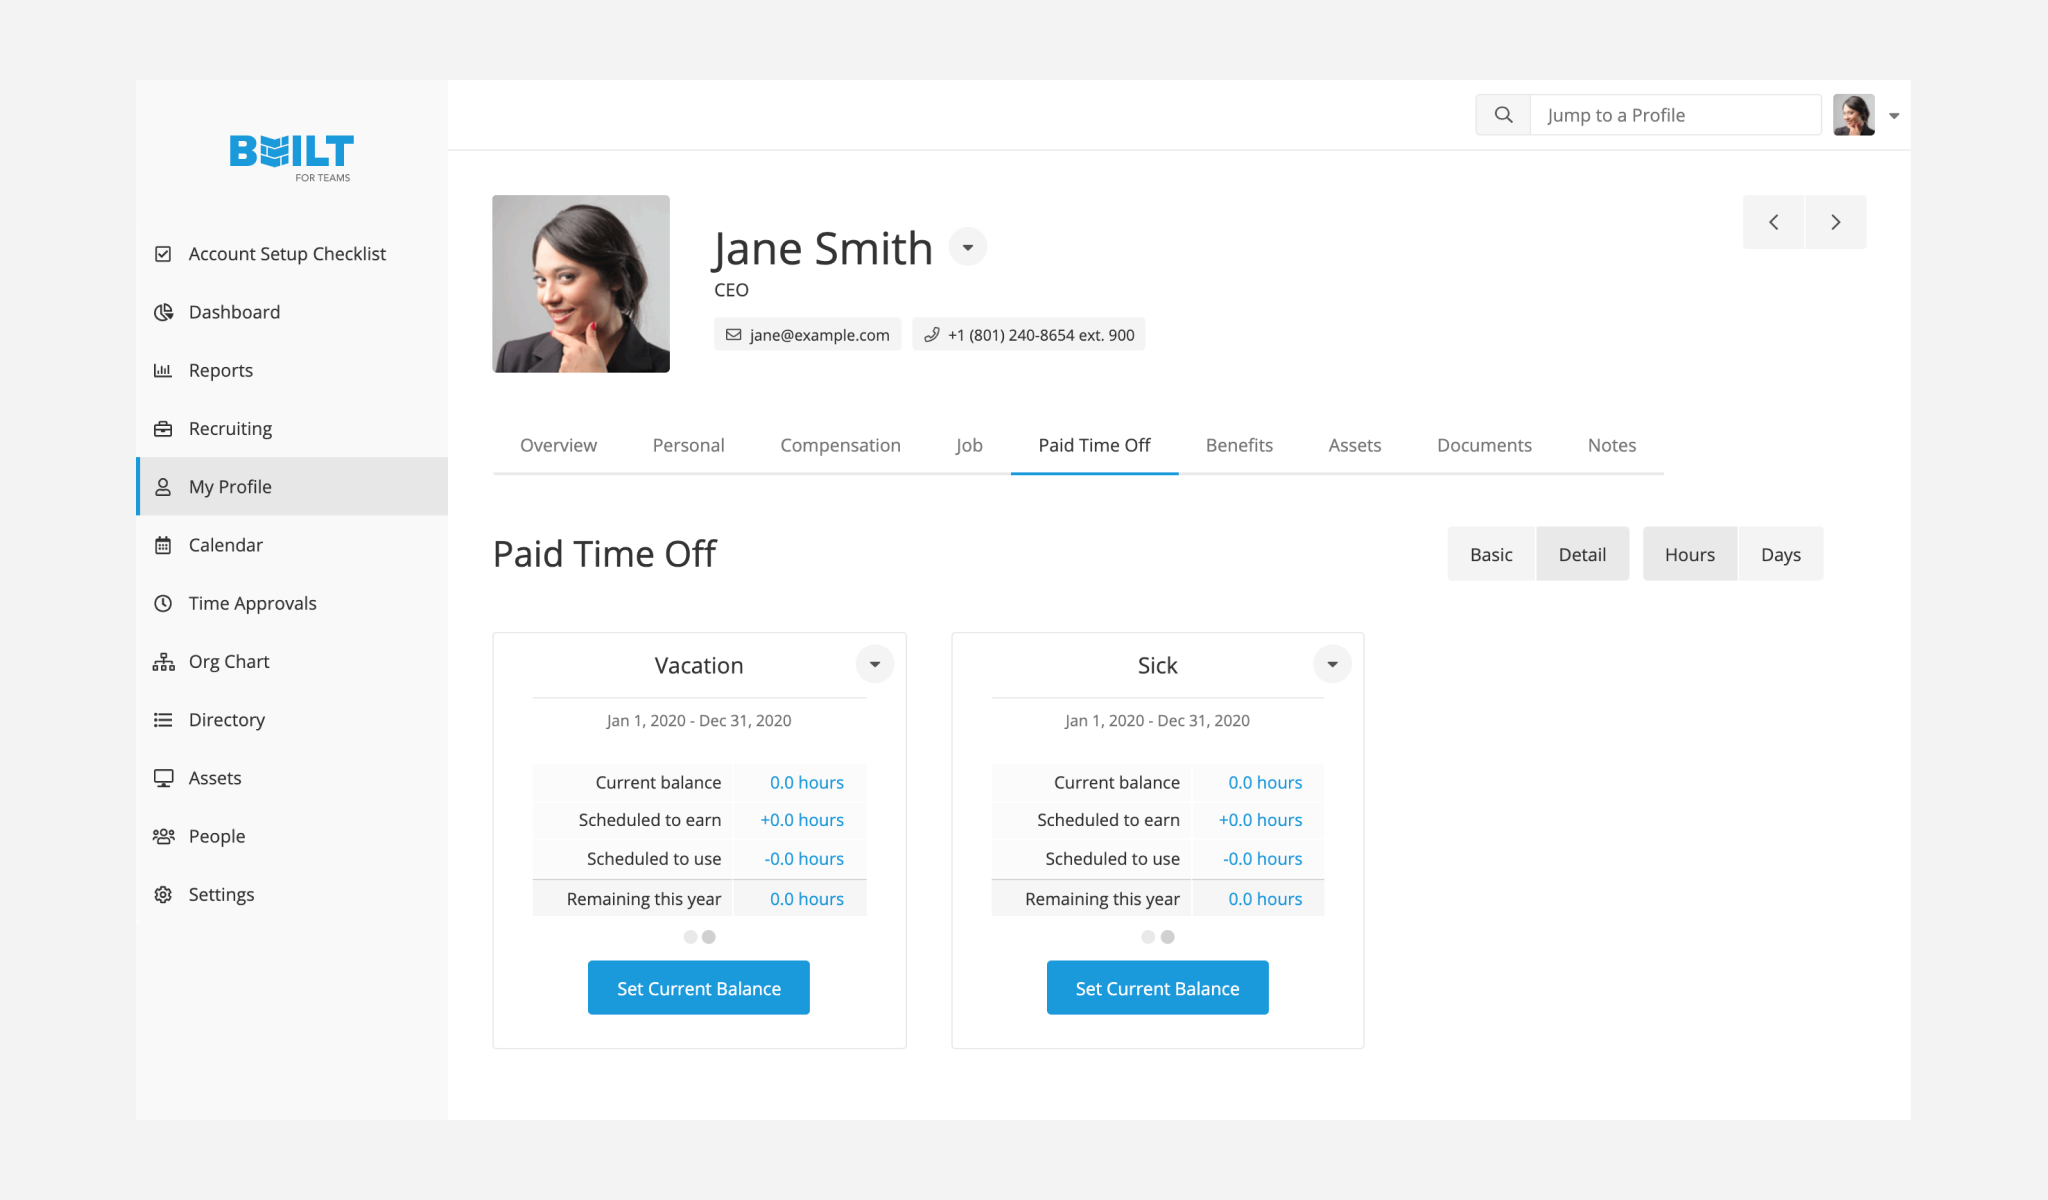 BUILT
FOR TEAMS
Jump to a Profile
Account Setup Checklist
Dashboard
Reports
Recruiting
My Profile
Calendar
Time Approvals
Org Chart
Directory
Assets
People
Settings
Jane Smith
CEO
jane@example.com +1 (801) 240-8654 ext. 900
Overview Personal Compensation Job Paid Time Off Benefits Assets Documents Notes
Paid Time Off Basic Detail Hours Days
Vacation
Jan 1, 2020 - Dec 31, 2020
Current balance 0.0 hours
Scheduled to earn +0.0 hours
Scheduled to use -0.0 hours
Remaining this year 0.0 hours
Set Current Balance
Sick
Jan 1, 2020 - Dec 31, 2020
Current balance 0.0 hours
Scheduled to earn +0.0 hours
Scheduled to use -0.0 hours
Remaining this year 0.0 hours
Set Current Balance